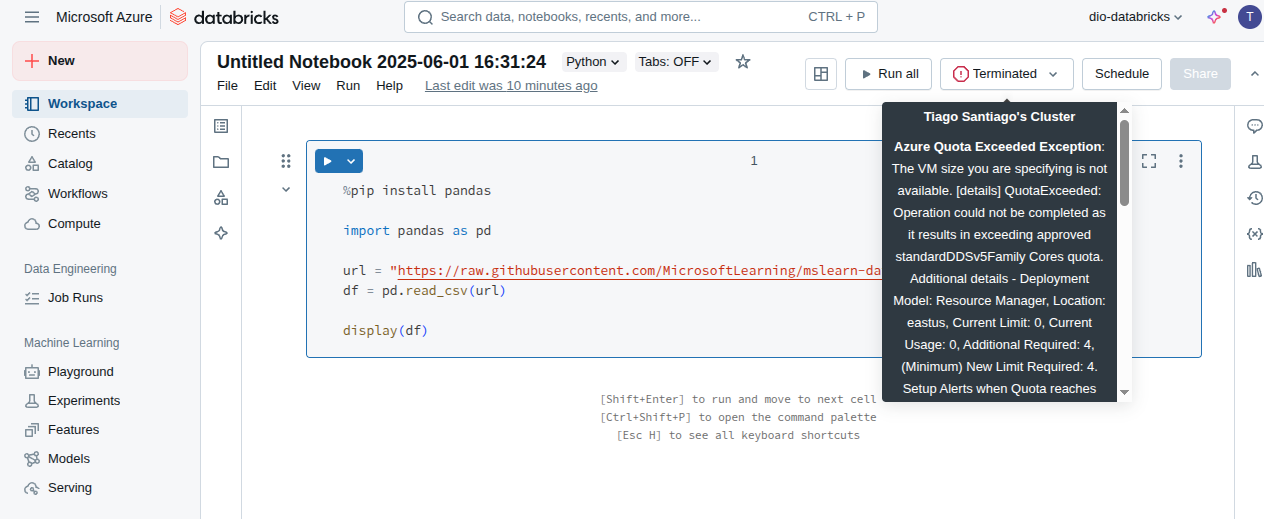 Microsoft Azure
databricks
Search data, notebooks, recents, and more...
CTRL + P
dio-databricks
T
New
Workspace
Recents
Catalog
Workflows
Compute
Data Engineering
Job Runs
Machine Learning
Playground
Experiments
Features
Models
Serving
Untitled Notebook 2025-06-01 16:31:24
Python
Tabs: OFF
File
Edit
View
Run
Help
Last edit was 10 minutes ago
Run all
Terminated
Schedule
Share
1
%pip install pandas
import pandas as pd
url = "https://raw.githubusercontent.com/MicrosoftLearning/mslearn-da
df = pd.read_csv(url)
display(df)
[Shift+Enter] to run and move to next cell
[Ctrl+Shift+P] to open the command palette
[Esc H] to see all keyboard shortcuts
Tiago Santiago's Cluster
Azure Quota Exceeded Exception:
The VM size you are specifying is not
available. [details] QuotaExceeded:
Operation could not be completed as
it results in exceeding approved
standardDDSv5Family Cores quota.
Additional details - Deployment
Model: Resource Manager, Location:
eastus, Current Limit: 0, Current
Usage: 0, Additional Required: 4,
(Minimum) New Limit Required: 4.
Setup Alerts when Quota reaches